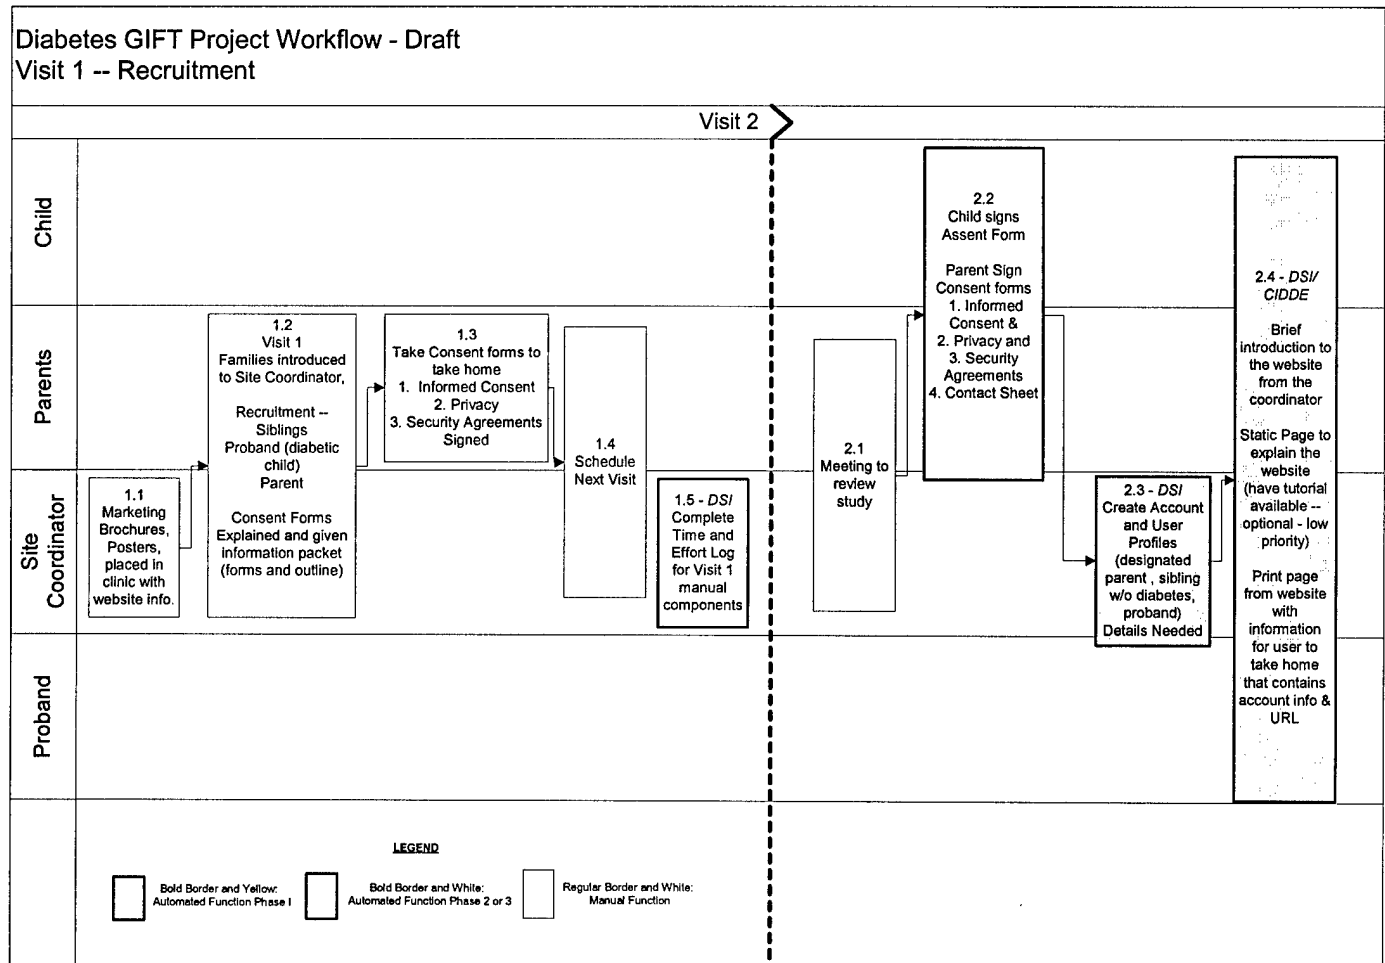 Diabetes GIFT Project Workflow - Draft
Visit 1 -- Recruitment
Visit 2
Child
Parents
Site
Coordinator
Proband
1.1
Marketing
Brochures,
Posters,
placed in
clinic with
website info.
1.2
Visit 1
Families introduced
to Site Coordinator,
Recruitment --
Siblings
Proband (diabetic
child)
Parent
Consent Forms
Explained and given
information packet
(forms and outline)
1.3
Take Consent forms to
take home
1. Informed Consent
2. Privacy
3. Security Agreements
Signed
1.4
Schedule
Next Visit
1.5 - DSI
Complete
Time and
Effort Log
for Visit 1
manual
components
2.1
Meeting to
review
study
2.2
Child signs
Assent Form
Parent Sign
Consent forms
1. Informed
Consent &
2. Privacy and
3. Security
Agreements
4. Contact Sheet
2.3 - DSI
Create Account
and User
Profiles
(designated
parent , sibling
w/o diabetes,
proband)
Details Needed
2.4 - DSI/
CIDDE
Brief
introduction to
the website
from the
coordinator
Static Page to
explain the
website
(have tutorial
available --
optional - low
priority)
Print page
from website
with
information
for user to
take home
that contains
account info &
URL
LEGEND
Bold Border and Yellow:
Automated Function Phase I
Bold Border and White:
Automated Function Phase 2 or 3
Regular Border and White:
Manual Function